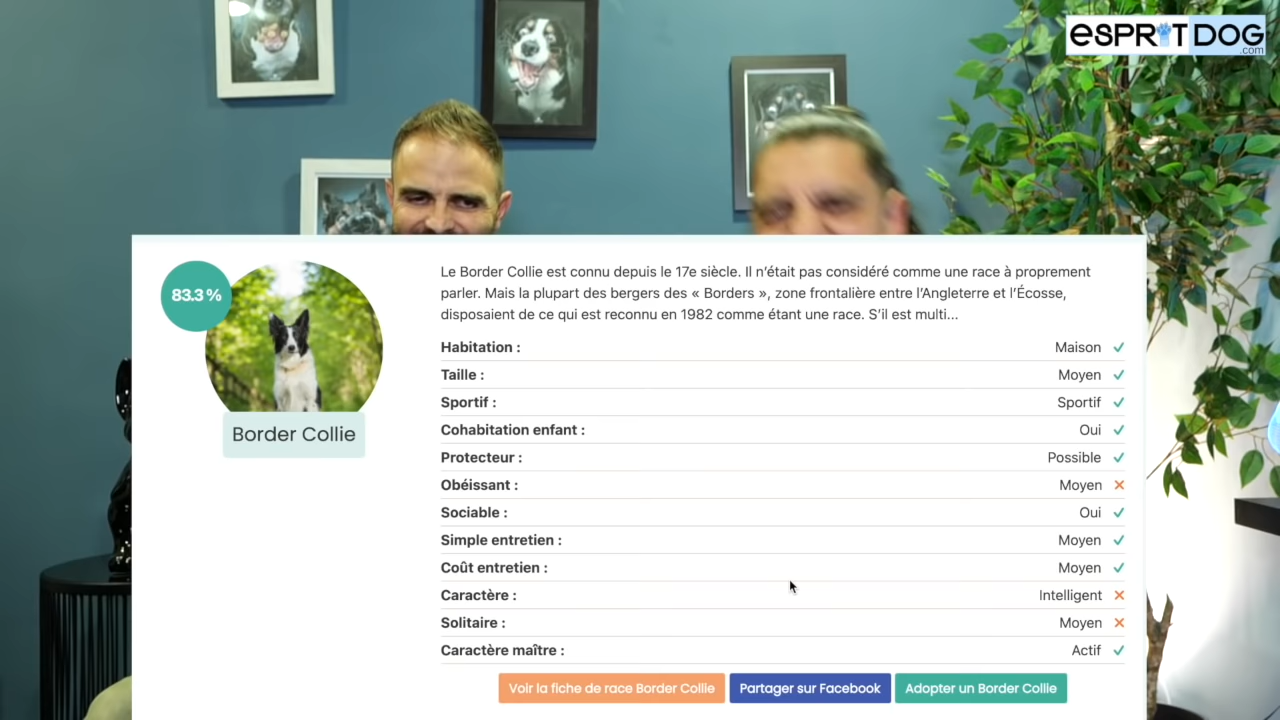 ESPRITDOG
.com
83.3 %
Le Border Collie est connu depuis le 17e siècle. Il n'était pas considéré comme une race à proprement
parler. Mais la plupart des bergers des « Borders », zone frontalière entre l'Angleterre et l'Écosse,
disposaient de ce qui est reconnu en 1982 comme étant une race. S'il est multi...
Border Collie
Habitation : Maison
Taille : Moyen
Sportif : Sportif
Cohabitation enfant : Oui
Protecteur : Possible
Obéissant : Moyen
Sociable : Oui
Simple entretien : Moyen
Coût entretien : Moyen
Caractère : Intelligent
Solitaire : Moyen
Caractère maître : Actif
Voir la fiche de race Border Collie Partager sur Facebook Adopter un Border Collie